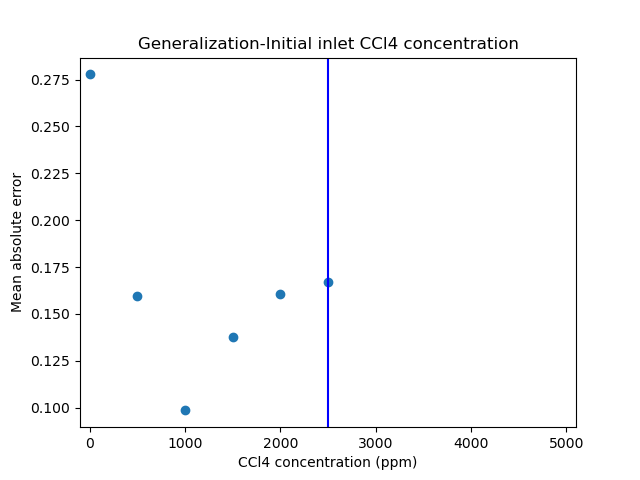 Generalization-Initial inlet CCl4 concentration
0.275
0.250
0.225
0.200
0.175
0.150
0.125
0.100
Mean absolute error
0 1000 2000 3000 4000 5000
CCl4 concentration (ppm)